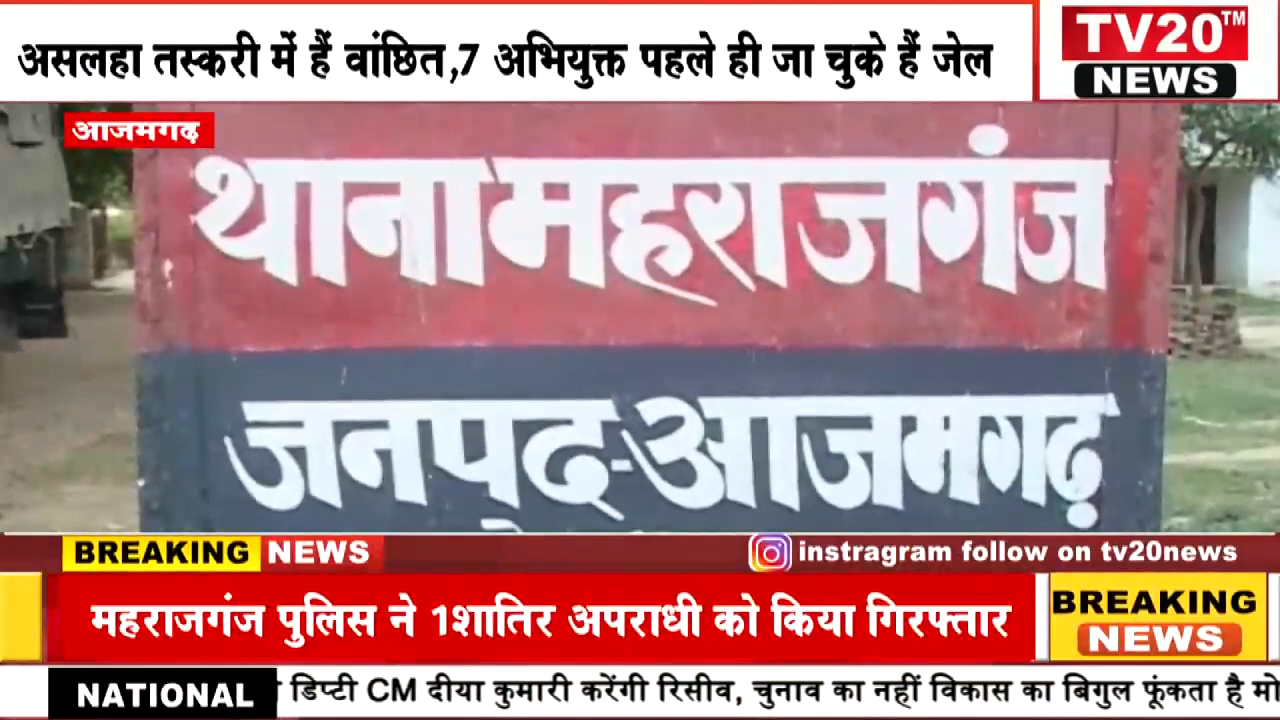 असलहा तस्करी में हैं वांछित,7 अभियुक्त पहले ही जा चुके हैं जेल
TV20™
NEWS
आजमगढ़
थाना महराजगंज
जनपद-आजमगढ़
BREAKING NEWS
instragram follow on tv20news
महराजगंज पुलिस ने 1शातिर अपराधी को किया गिरफ्तार
BREAKING
NEWS
NATIONAL
डिप्टी CM दीया कुमारी करेंगी रिसीव, चुनाव का नहीं विकास का बिगुल फूंकता है मो